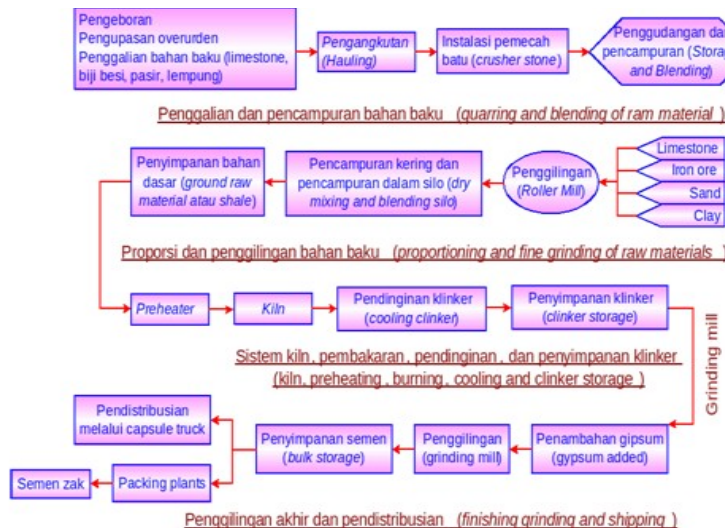 Pengeboran
Pengupasan overurden
Penggalian bahan baku (limestone,
biji besi, pasir, lempung)
Pengangkutan
(Hauling)
Instalasi pemecah
batu (crusher stone)
Penggudangan da
pencampuran (Stora
and Blending)
Penggalian dan pencampuran bahan baku (quarring and blending of ram material )
Penyimpanan bahan
dasar (ground raw
material atau shale)
Pencampuran kering dan
pencampuran dalam silo (dry
mixing and blending silo)
Penggilingan
(Roller Mill)
Limestone
Iron ore
Sand
Clay
Proporsi dan penggilingan bahan baku (proportioning and fine grinding of raw materials )
Preheater
Kiln
Pendinginan klinker
(cooling clinker)
Penyimpanan klinker
(clinker storage)
Grinding mill
Sistem kiln, pembakaran, pendinginan, dan penyimpanan klinker
(kiln, preheating, burning, cooling and clinker storage )
Pendistribusian
melalui capsule truck
Penyimpanan semen
(bulk storage)
Penggilingan
(grinding mill)
Penambahan gipsum
(gypsum added)
Semen zak
Packing plants
Penggilingan akhir dan pendistribusian (finishing grinding and shipping )